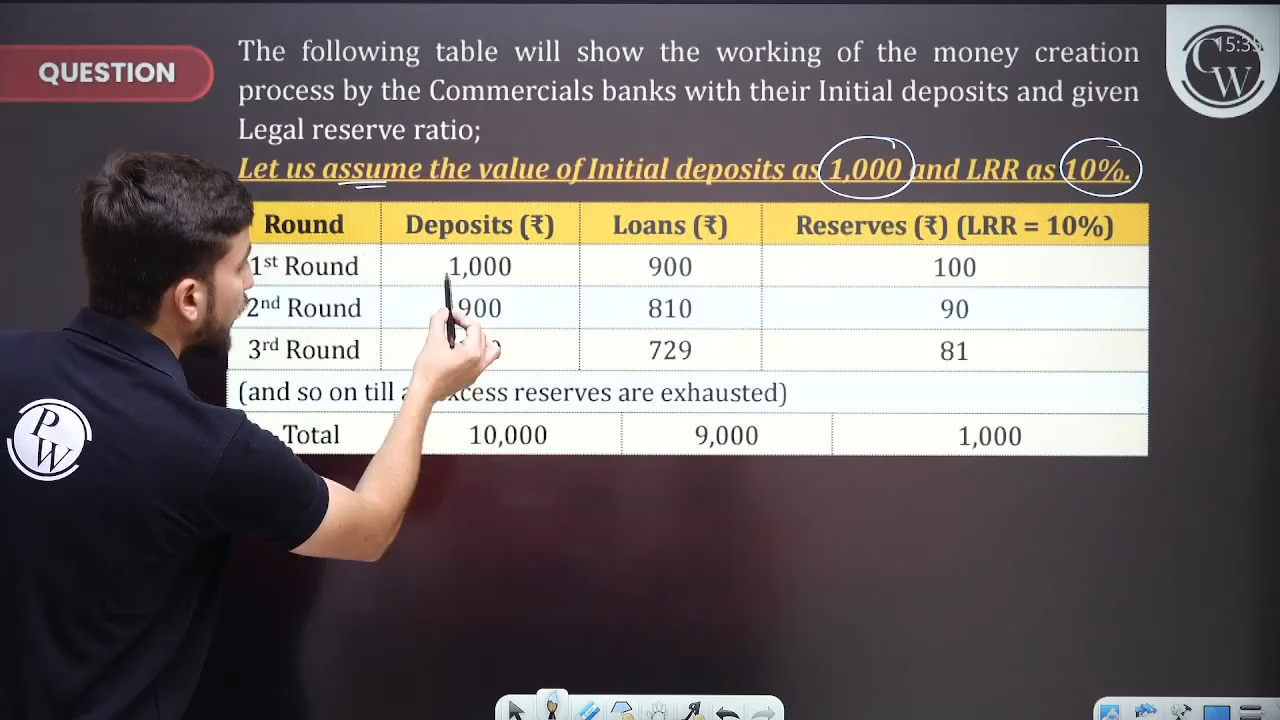 QUESTION
The following table will show the working of the money creation
process by the Commercials banks with their Initial deposits and given
Legal reserve ratio;
Let us assume the value of Initial deposits as 1,000 and LRR as 10%.
Round Deposits (₹) Loans (₹) Reserves (₹) (LRR = 10%)
1st Round 1,000 900 100
2nd Round 900 810 90
3rd Round 729 81
(and so on till excess reserves are exhausted)
Total 10,000 9,000 1,000
CW
PW